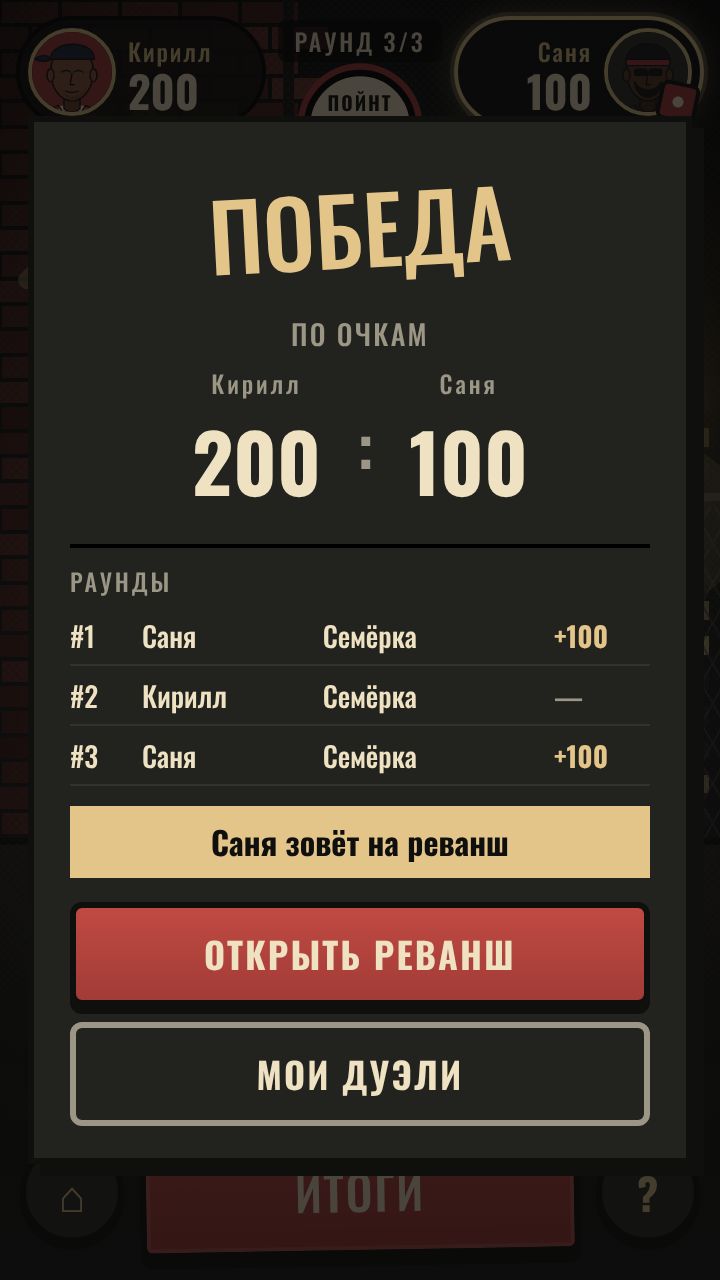 Кирилл
200
РАУНД 3/3
ПОЙНТ
Саня
100
ПОБЕДА
ПО ОЧКАМ
Кирилл Саня
200 : 100
РАУНДЫ
#1 Саня Семёрка +100
#2 Кирилл Семёрка —
#3 Саня Семёрка +100
Саня зовёт на реванш
ОТКРЫТЬ РЕВАНШ
МОИ ДУЭЛИ
ИТОГИ
?